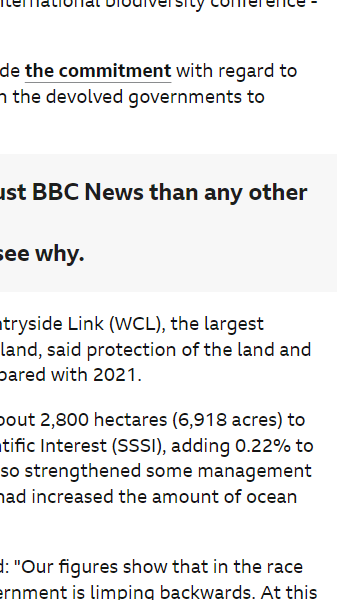 international biodiversity conference -
de the commitment with regard to
n the devolved governments to
ust BBC News than any other
see why.
ntryside Link (WCL), the largest
land, said protection of the land and
pared with 2021.
bout 2,800 hectares (6,918 acres) to
ntific Interest (SSSI), adding 0.22% to
so strengthened some management
had increased the amount of ocean
d: "Our figures show that in the race
ernment is limping backwards. At this